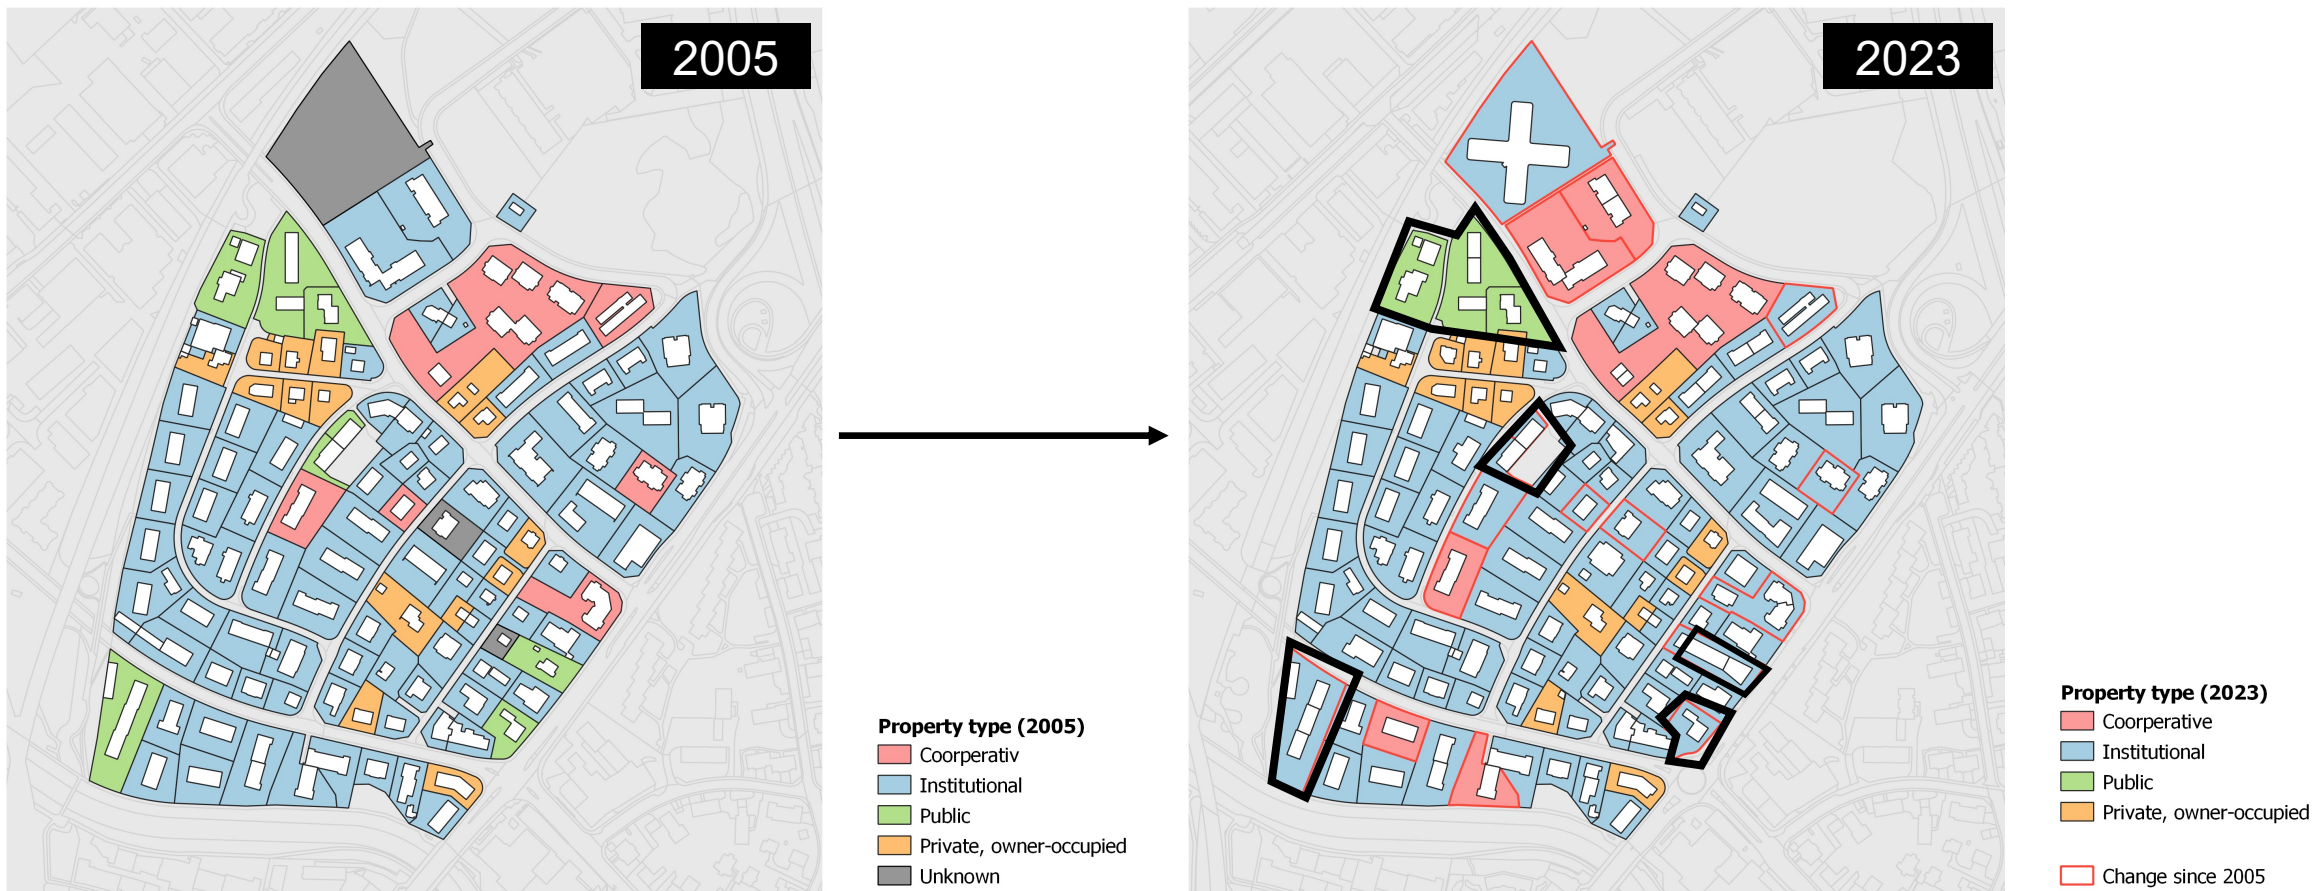 2005
2023
Property type (2005)
Coorperativ
Institutional
Public
Private, owner-occupied
Unknown
Property type (2023)
Coorperative
Institutional
Public
Private, owner-occupied
Change since 2005